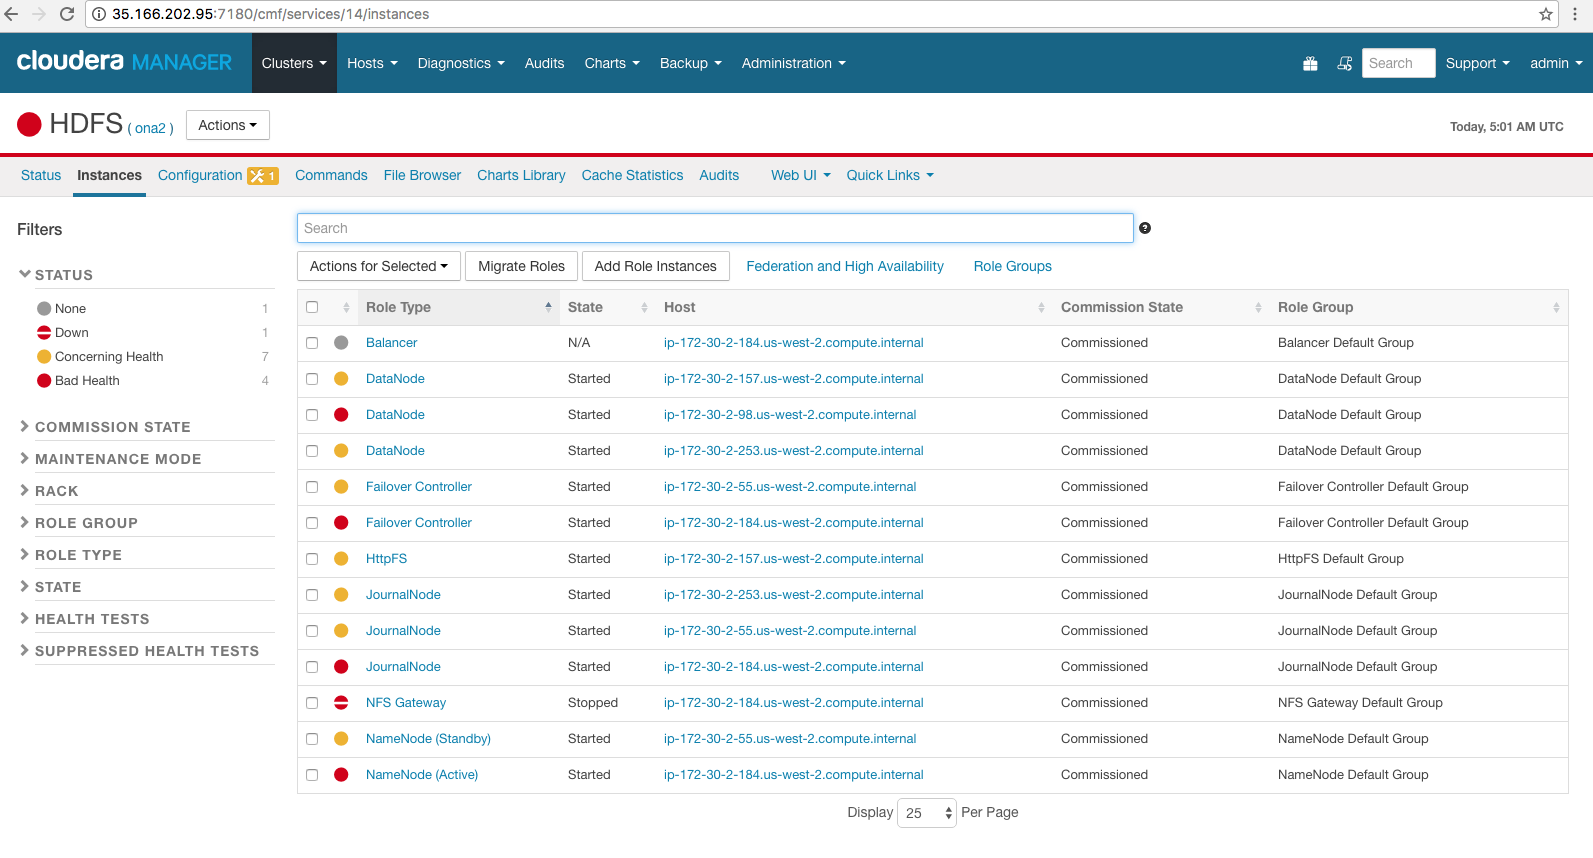 35.166.202.95:7180/cmf/services/14/instances
cloudera MANAGER Clusters Hosts Diagnostics Audits Charts Backup Administration Search Support admin
HDFS ( ona2 ) Actions Today, 5:01 AM UTC
Status Instances Configuration 1 Commands File Browser Charts Library Cache Statistics Audits Web UI Quick Links
Filters
STATUS
None 1
Down 1
Concerning Health 7
Bad Health 4
COMMISSION STATE
MAINTENANCE MODE
RACK
ROLE GROUP
ROLE TYPE
STATE
HEALTH TESTS
SUPPRESSED HEALTH TESTS
Search ?
Actions for Selected Migrate Roles Add Role Instances Federation and High Availability Role Groups
Role Type State Host Commission State Role Group
Balancer N/A ip-172-30-2-184.us-west-2.compute.internal Commissioned Balancer Default Group
DataNode Started ip-172-30-2-157.us-west-2.compute.internal Commissioned DataNode Default Group
DataNode Started ip-172-30-2-98.us-west-2.compute.internal Commissioned DataNode Default Group
DataNode Started ip-172-30-2-253.us-west-2.compute.internal Commissioned DataNode Default Group
Failover Controller Started ip-172-30-2-55.us-west-2.compute.internal Commissioned Failover Controller Default Group
Failover Controller Started ip-172-30-2-184.us-west-2.compute.internal Commissioned Failover Controller Default Group
HttpFS Started ip-172-30-2-157.us-west-2.compute.internal Commissioned HttpFS Default Group
JournalNode Started ip-172-30-2-253.us-west-2.compute.internal Commissioned JournalNode Default Group
JournalNode Started ip-172-30-2-55.us-west-2.compute.internal Commissioned JournalNode Default Group
JournalNode Started ip-172-30-2-184.us-west-2.compute.internal Commissioned JournalNode Default Group
NFS Gateway Stopped ip-172-30-2-184.us-west-2.compute.internal Commissioned NFS Gateway Default Group
NameNode (Standby) Started ip-172-30-2-55.us-west-2.compute.internal Commissioned NameNode Default Group
NameNode (Active) Started ip-172-30-2-184.us-west-2.compute.internal Commissioned NameNode Default Group
Display 25 Per Page